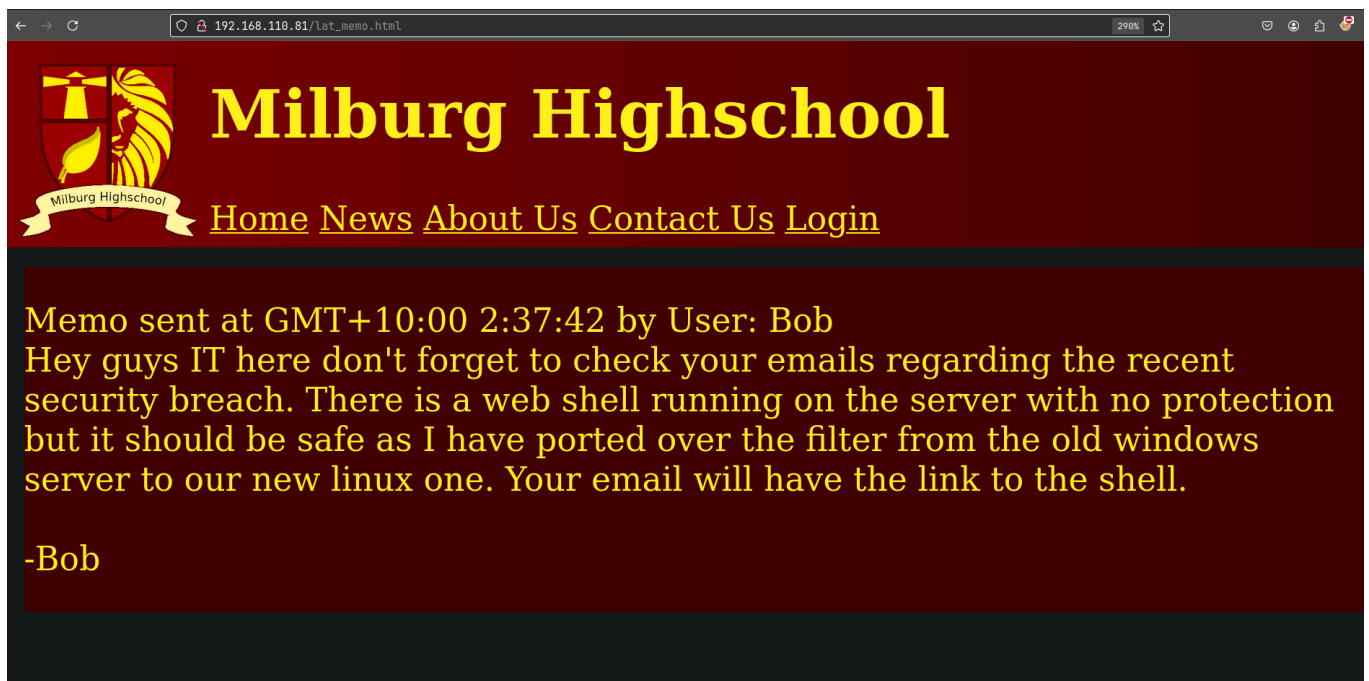 192.168.110.81/lat_memo.html
290%
Milburg Highschool
Milburg Highschool
Home News About Us Contact Us Login
Memo sent at GMT+10:00 2:37:42 by User: Bob
Hey guys IT here don't forget to check your emails regarding the recent
security breach. There is a web shell running on the server with no protection
but it should be safe as I have ported over the filter from the old windows
server to our new linux one. Your email will have the link to the shell.
-Bob